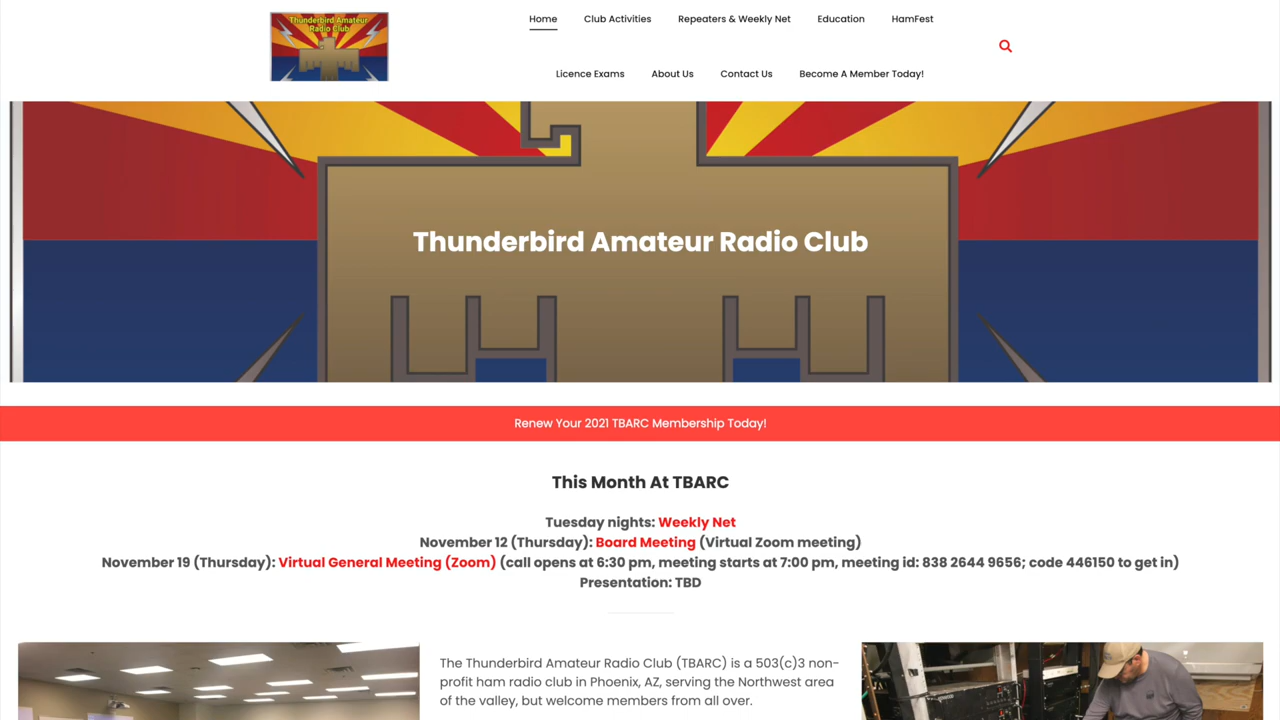 Thunderbird Amateur
Radio Club
Home
Club Activities
Repeaters & Weekly Net
Education
HamFest
Licence Exams
About Us
Contact Us
Become A Member Today!
Thunderbird Amateur Radio Club
Renew Your 2021 TBARC Membership Today!
This Month At TBARC
Tuesday nights: Weekly Net
November 12 (Thursday): Board Meeting (Virtual Zoom meeting)
November 19 (Thursday): Virtual General Meeting (Zoom) (call opens at 6:30 pm, meeting starts at 7:00 pm, meeting id: 838 2644 9656; code 446150 to get in)
Presentation: TBD
The Thunderbird Amateur Radio Club (TBARC) is a 503(c)3 non-
profit ham radio club in Phoenix, AZ, serving the Northwest area
of the valley, but welcome members from all over.